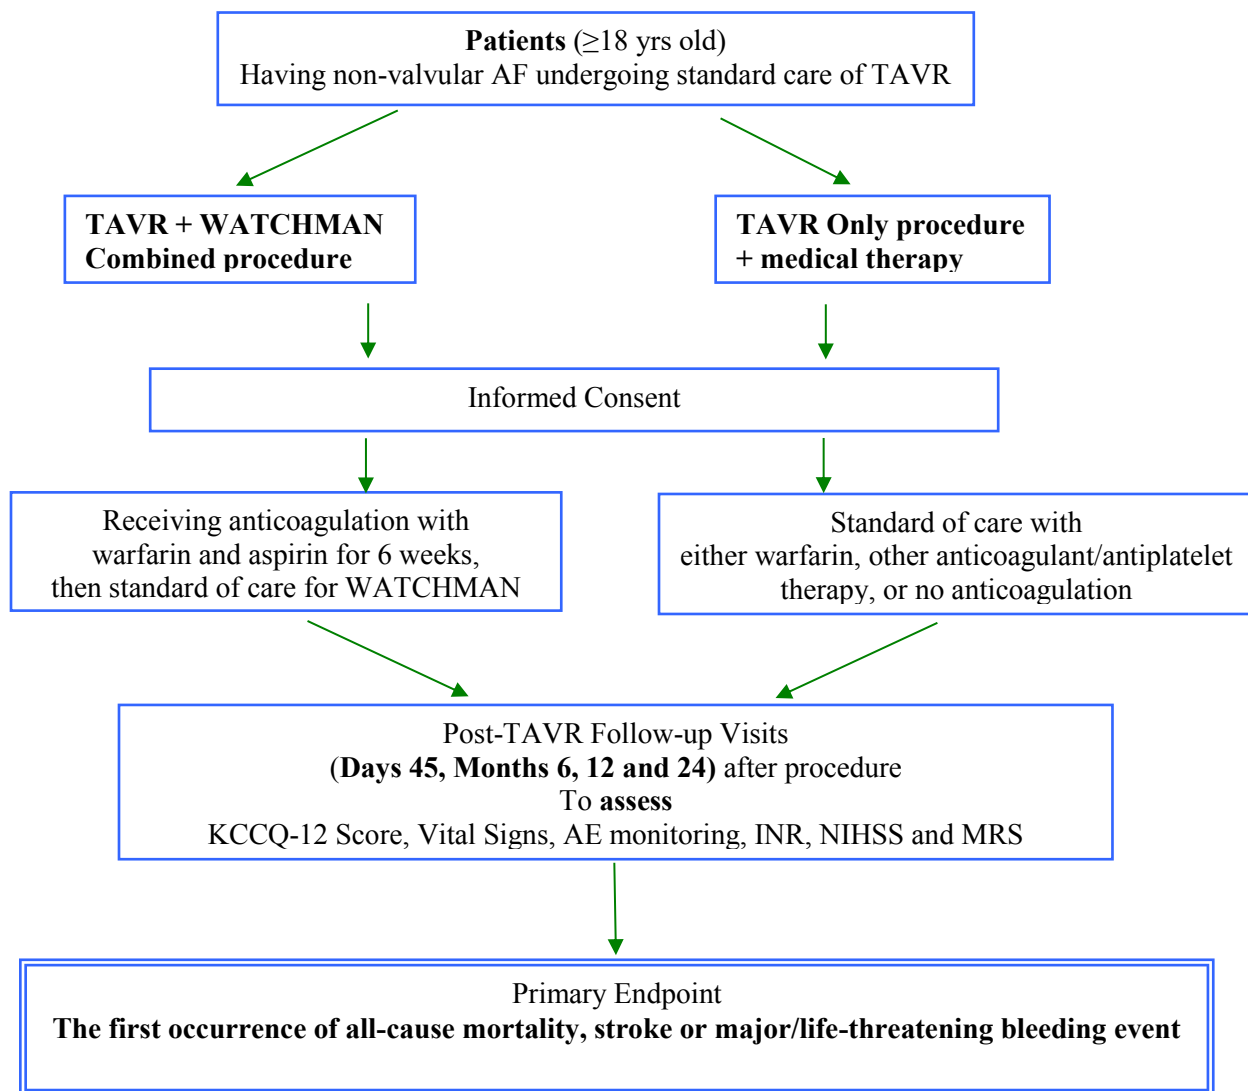 Patients (≥18 yrs old)
Having non-valvular AF undergoing standard care of TAVR
TAVR + WATCHMAN
Combined procedure
TAVR Only procedure
+ medical therapy
Informed Consent
Receiving anticoagulation with
warfarin and aspirin for 6 weeks,
then standard of care for WATCHMAN
Standard of care with
either warfarin, other anticoagulant/antiplatelet
therapy, or no anticoagulation
Post-TAVR Follow-up Visits
(Days 45, Months 6, 12 and 24) after procedure
To assess
KCCQ-12 Score, Vital Signs, AE monitoring, INR, NIHSS and MRS
Primary Endpoint
The first occurrence of all-cause mortality, stroke or major/life-threatening bleeding event